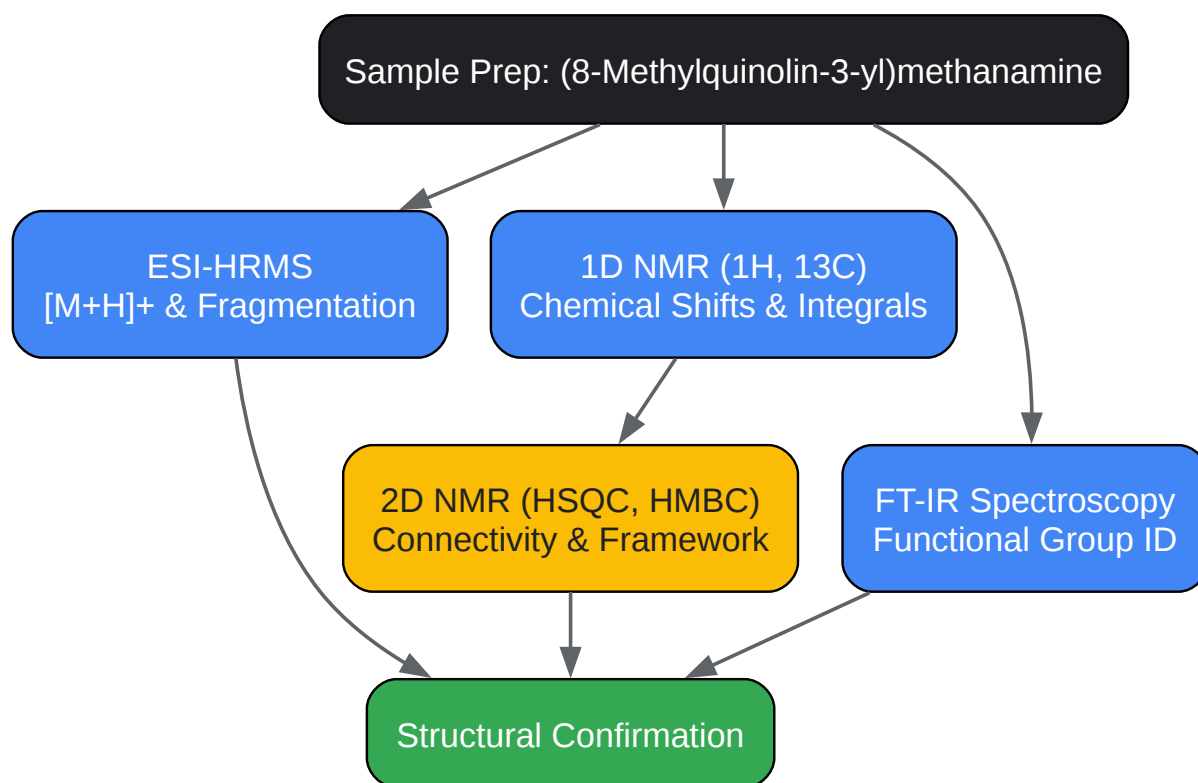 Sample Prep: (8-Methylquinolin-3-yl)methanamine
ESI-HRMS
[M+H]+ & Fragmentation
1D NMR (1H, 13C)
Chemical Shifts & Integrals
2D NMR (HSQC, HMBC)
Connectivity & Framework
FT-IR Spectroscopy
Functional Group ID
Structural Confirmation